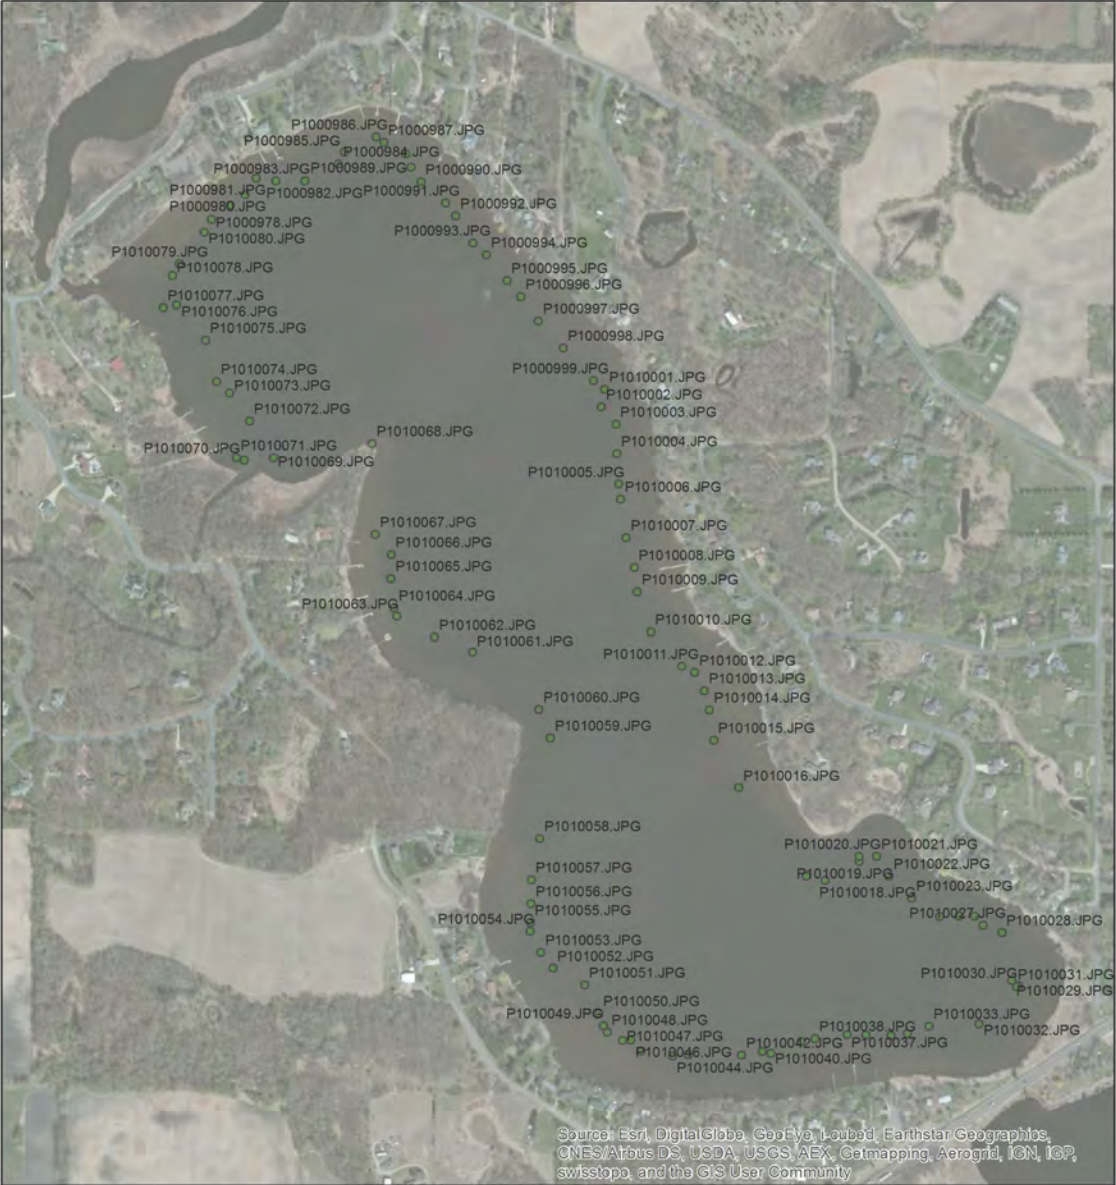 P1000986.JPG
P1000987.JPG
P1000985.JPG
P1000984.JPG
P1000983.JPG
P1000989.JPG
P1000990.JPG
P1000981.JPG
P1000982.JPG
P1000991.JPG
P1000980.JPG
P1000992.JPG
P1000978.JPG
P1000993.JPG
P1010080.JPG
P1000994.JPG
P1010079.JPG
P1010078.JPG
P1000995.JPG
P1000996.JPG
P1010077.JPG
P1010076.JPG
P1000997.JPG
P1010075.JPG
P1000998.JPG
P1010074.JPG
P1000999.JPG
P1010001.JPG
P1010073.JPG
P1010002.JPG
P1010072.JPG
P1010003.JPG
P1010068.JPG
P1010004.JPG
P1010070.JPG
P1010071.JPG
P1010069.JPG
P1010005.JPG
P1010006.JPG
P1010067.JPG
P1010007.JPG
P1010066.JPG
P1010008.JPG
P1010065.JPG
P1010009.JPG
P1010064.JPG
P1010063.JPG
P1010010.JPG
P1010062.JPG
P1010061.JPG
P1010011.JPG
P1010012.JPG
P1010013.JPG
P1010060.JPG
P1010014.JPG
P1010059.JPG
P1010015.JPG
P1010016.JPG
P1010058.JPG
P1010020.JPG
P1010021.JPG
P1010022.JPG
P1010057.JPG
P1010019.JPG
P1010023.JPG
P1010056.JPG
P1010018.JPG
P1010055.JPG
P1010054.JPG
P1010027.JPG
P1010028.JPG
P1010053.JPG
P1010052.JPG
P1010051.JPG
P1010030.JPG
P1010031.JPG
P1010029.JPG
P1010050.JPG
P1010049.JPG
P1010033.JPG
P1010048.JPG
P1010038.JPG
P1010032.JPG
P1010047.JPG
P1010042.JPG
P1010037.JPG
P1010046.JPG
P1010040.JPG
P1010044.JPG
Source: Esri, DigitalGlobe, GeoEye, i-cubed, Earthstar Geographics,
CNES/Airbus DS, USDA, USGS, AEX, Getmapping, Aerogrid, IGN, IGP,
swisstopo, and the GIS User Community